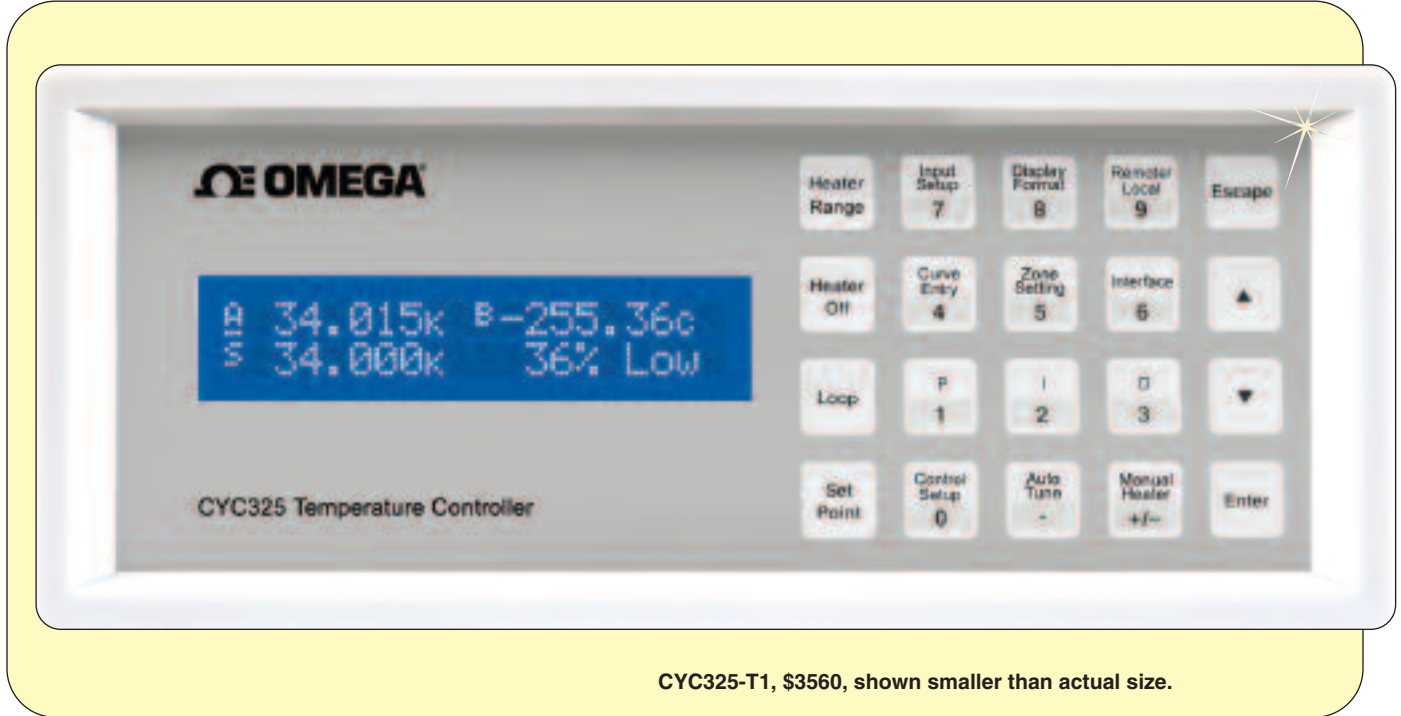 OMEGA
A 34.015K B-255.36C
S 34.000K 36% Low
CYC325 Temperature Controller
Heater Range
Input Setup 7
Display Format 8
Remote/ Local 9
Escape
Heater Off
Curve Entry 4
Zone Setting 5
Interface 6
▲
Loop
P 1
I 2
D 3
▼
Set Point
Control Setup 0
Auto Tune
Manual Heater +/-
Enter
CYC325-T1, $3560, shown smaller than actual size.